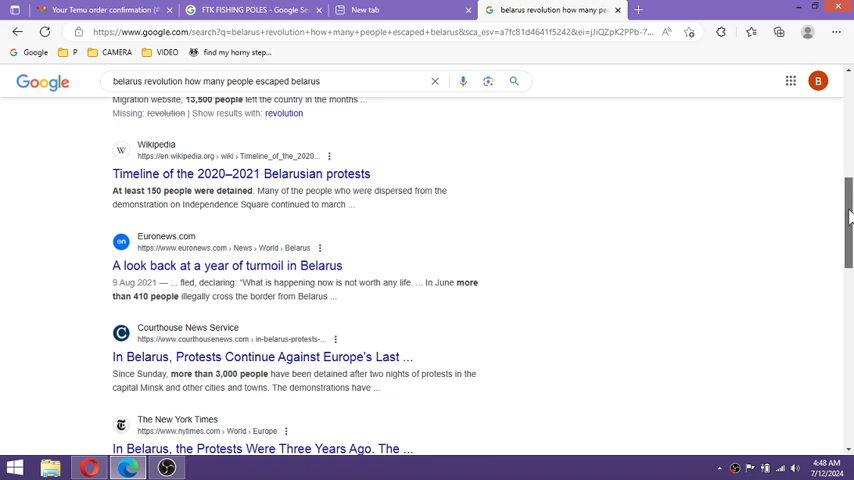 Your Temu order confirmation (
FTK FISHING POLES - Google Se
New tab
belarus revolution how many pe
https://www.google.com/search?q=belarus+revolution+how+many+people+escaped+belarus&sca_esv=a7fc81d4641f5242&ei=jJiQZpK2PPb-7...
Google
P
CAMERA
VIDEO
find my horny step...
Google
belarus revolution how many people escaped belarus
B
Migration website, 13,500 people left the country in the months ...
Missing: revolution | Show results with: revolution
W
Wikipedia
https://en.wikipedia.org › wiki › Timeline_of_the_2020...
Timeline of the 2020–2021 Belarusian protests
At least 150 people were detained. Many of the people who were dispersed from the
demonstration on Independence Square continued to march ...
en
Euronews.com
https://www.euronews.com › News › World › Belarus
A look back at a year of turmoil in Belarus
9 Aug 2021 — ... fled, declaring: "What is happening now is not worth any life. ... In June more
than 410 people illegally cross the border from Belarus ...
C
Courthouse News Service
https://www.courthousenews.com › in-belarus-protests-...
In Belarus, Protests Continue Against Europe's Last ...
Since Sunday, more than 3,000 people have been detained after two nights of protests in the
capital Minsk and other cities and towns. The demonstrations have ...
T
The New York Times
https://www.nytimes.com › World › Europe
In Belarus, the Protests Were Three Years Ago. The ...
4:48 AM
7/12/2024